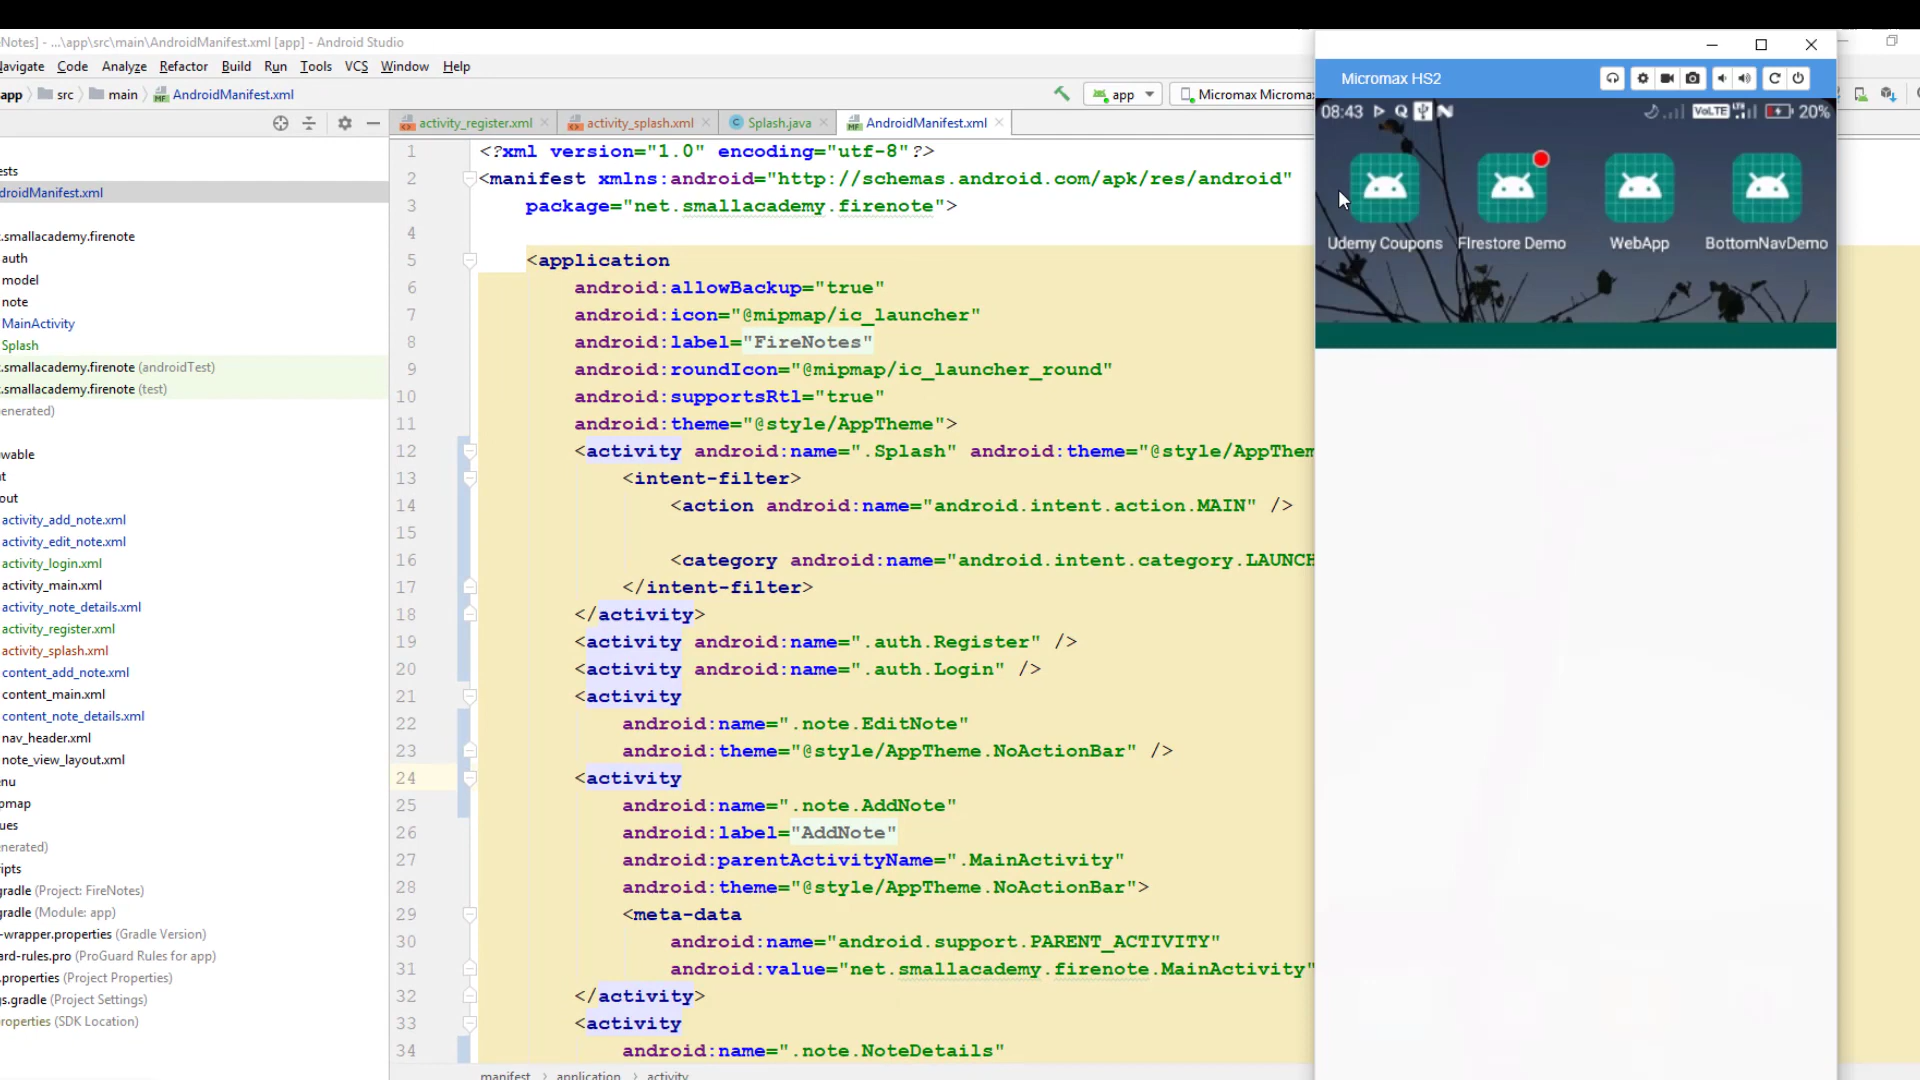 eNotes] - ...\app\src\main\AndroidManifest.xml [app] - Android Studio
Navigate Code Analyze Refactor Build Run Tools VCS Window Help
app src main AndroidManifest.xml app Micromax Micromax
activity_register.xml activity_splash.xml Splash.java AndroidManifest.xml
ests
droidManifest.xml
.smallacademy.firenote
auth
model
note
MainActivity
Splash
.smallacademy.firenote (androidTest)
.smallacademy.firenote (test)
enerated)
wable
ut
out
activity_add_note.xml
activity_edit_note.xml
activity_login.xml
activity_main.xml
activity_note_details.xml
activity_register.xml
activity_splash.xml
content_add_note.xml
content_main.xml
content_note_details.xml
nav_header.xml
note_view_layout.xml
nu
pmap
ues
enerated)
ripts
gradle (Project: FireNotes)
gradle (Module: app)
-wrapper.properties (Gradle Version)
ard-rules.pro (ProGuard Rules for app)
.properties (Project Properties)
gs.gradle (Project Settings)
properties (SDK Location)
1 <?xml version="1.0" encoding="utf-8"?>
2 <manifest xmlns:android="http://schemas.android.com/apk/res/android"
3 package="net.smallacademy.firenote">
4
5 <application
6 android:allowBackup="true"
7 android:icon="@mipmap/ic_launcher"
8 android:label="FireNotes"
9 android:roundIcon="@mipmap/ic_launcher_round"
10 android:supportsRtl="true"
11 android:theme="@style/AppTheme">
12 <activity android:name=".Splash" android:theme="@style/AppThem
13 <intent-filter>
14 <action android:name="android.intent.action.MAIN" />
15
16 <category android:name="android.intent.category.LAUNCH
17 </intent-filter>
18 </activity>
19 <activity android:name=".auth.Register" />
20 <activity android:name=".auth.Login" />
21 <activity
22 android:name=".note.EditNote"
23 android:theme="@style/AppTheme.NoActionBar" />
24 <activity
25 android:name=".note.AddNote"
26 android:label="AddNote"
27 android:parentActivityName=".MainActivity"
28 android:theme="@style/AppTheme.NoActionBar">
29 <meta-data
30 android:name="android.support.PARENT_ACTIVITY"
31 android:value="net.smallacademy.firenote.MainActivity"
32 </activity>
33 <activity
34 android:name=".note.NoteDetails"
manifest › application › activity
Micromax HS2
08:43 VoLTE LTE 20%
Udemy Coupons FIrestore Demo WebApp BottomNavDemo